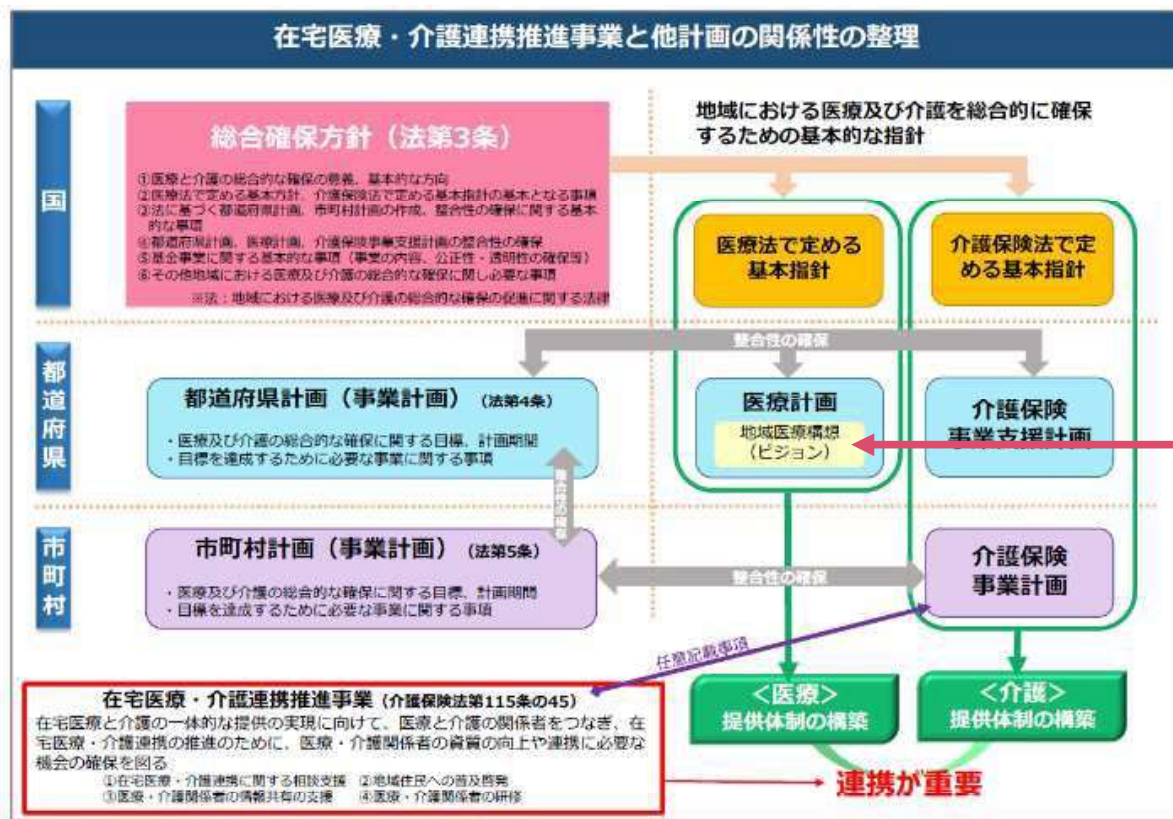 在宅医療・介護連携推進事業と他計画の関係性の整理
国
総合確保方針（法第3条）
①医療と介護の総合的な確保の意義、基本的な方向
②医療法で定める基本方針、介護保険法で定める基本指針の基本となる事項
③法に基づく都道府県計画、市町村計画の作成、整合性の確保に関する基本
的な事項
④都道府県計画、医療計画、介護保険事業支援計画の整合性の確保
⑤基金事業に関する基本的な事項（事業の内容、公正性・透明性の確保等）
⑥その他地域における医療及び介護の総合的な確保に関し必要な事項
※法：地域における医療及び介護の総合的な確保の促進に関する法律
地域における医療及び介護を総合的に確保
するための基本的な指針
医療法で定める
基本指針
介護保険法で定
める基本指針
整合性の確保
都道府県
都道府県計画（事業計画）（法第4条）
・医療及び介護の総合的な確保に関する目標、計画期間
・目標を達成するために必要な事業に関する事項
医療計画
地域医療構想
（ビジョン）
介護保険
事業支援計画
整合性の確保
市町村
市町村計画（事業計画）（法第5条）
・医療及び介護の総合的な確保に関する目標、計画期間
・目標を達成するために必要な事業に関する事項
整合性の確保
介護保険
事業計画
任意記載事項
在宅医療・介護連携推進事業（介護保険法第115条の45）
在宅医療と介護の一体的な提供の実現に向けて、医療と介護の関係者をつなぎ、在
宅医療・介護連携の推進のために、医療・介護関係者の資質の向上や連携に必要な
機会の確保を図る
①在宅医療・介護連携に関する相談支援 ②地域住民への普及啓発
③医療・介護関係者の情報共有の支援 ④医療・介護関係者の研修
＜医療＞
提供体制の構築
＜介護＞
提供体制の構築
連携が重要